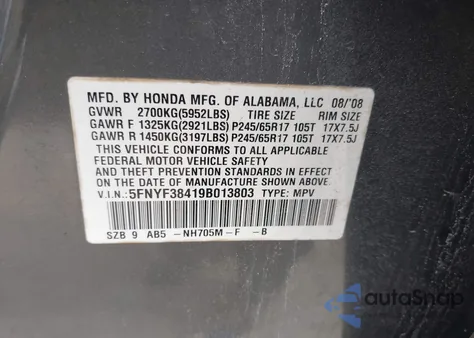 MFD. BY HONDA MFG. OF ALABAMA, LLC 08/'08
GVWR 2700KG(5952LBS) TIRE SIZE RIM SIZE
GAWR F 1325KG(2921LBS) P245/65R17 105T 17X7.5J
GAWR R 1450KG(3197LBS) P245/65R17 105T 17X7.5J
THIS VEHICLE CONFORMS TO ALL APPLICABLE
FEDERAL MOTOR VEHICLE SAFETY
AND THEFT PREVENTION STANDARDS IN EFFECT
ON THE DATE OF MANUFACTURE SHOWN ABOVE.
V.I.N.: 5FNYF38419B013803 TYPE: MPV
SZB 9 AB5 -NH705M-F -B
autoSnap